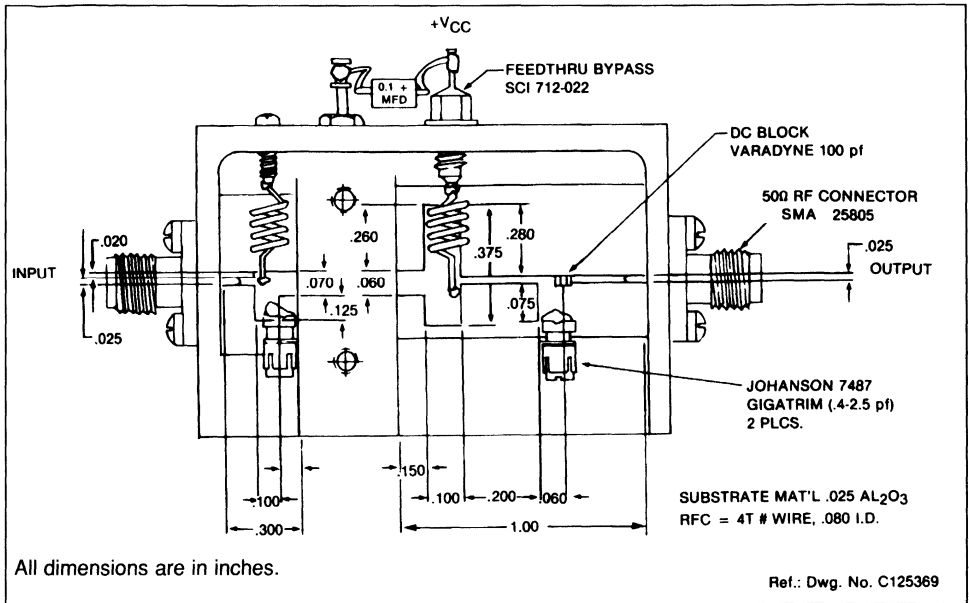 +VCC
FEEDTHRU BYPASS
SCI 712-022
0.1 +
MFD
DC BLOCK
VARADYNE 100 pf
50Ω RF CONNECTOR
SMA 25805
.020
.260
.280
.375
.025
INPUT
OUTPUT
.070
.060
.075
.125
.025
JOHANSON 7487
GIGATRIM (.4-2.5 pf)
2 PLCS.
.150
.100
.100
.200
.060
.300
1.00
SUBSTRATE MAT'L .025 AL2O3
RFC = 4T # WIRE, .080 I.D.
All dimensions are in inches.
Ref.: Dwg. No. C125369